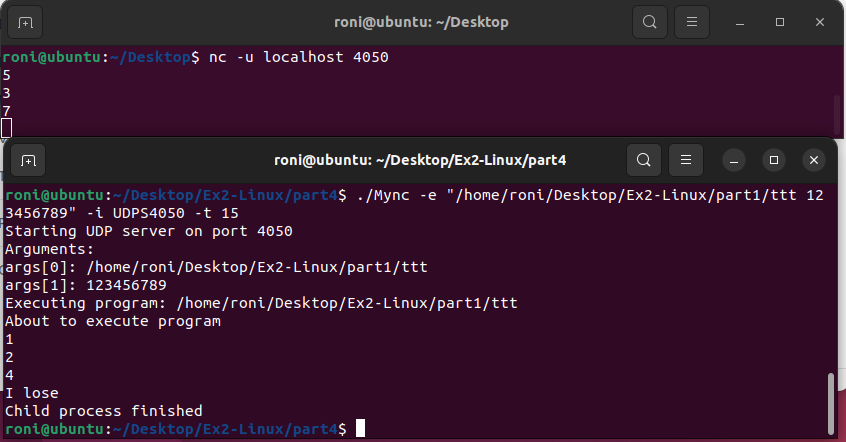 roni@ubuntu: ~/Desktop
roni@ubuntu:~/Desktop$ nc -u localhost 4050
5
3
7
roni@ubuntu: ~/Desktop/Ex2-Linux/part4
roni@ubuntu:~/Desktop/Ex2-Linux/part4$ ./Mync -e "/home/roni/Desktop/Ex2-Linux/part1/ttt 12
3456789" -i UDPS4050 -t 15
Starting UDP server on port 4050
Arguments:
args[0]: /home/roni/Desktop/Ex2-Linux/part1/ttt
args[1]: 123456789
Executing program: /home/roni/Desktop/Ex2-Linux/part1/ttt
About to execute program
1
2
4
I lose
Child process finished
roni@ubuntu:~/Desktop/Ex2-Linux/part4$